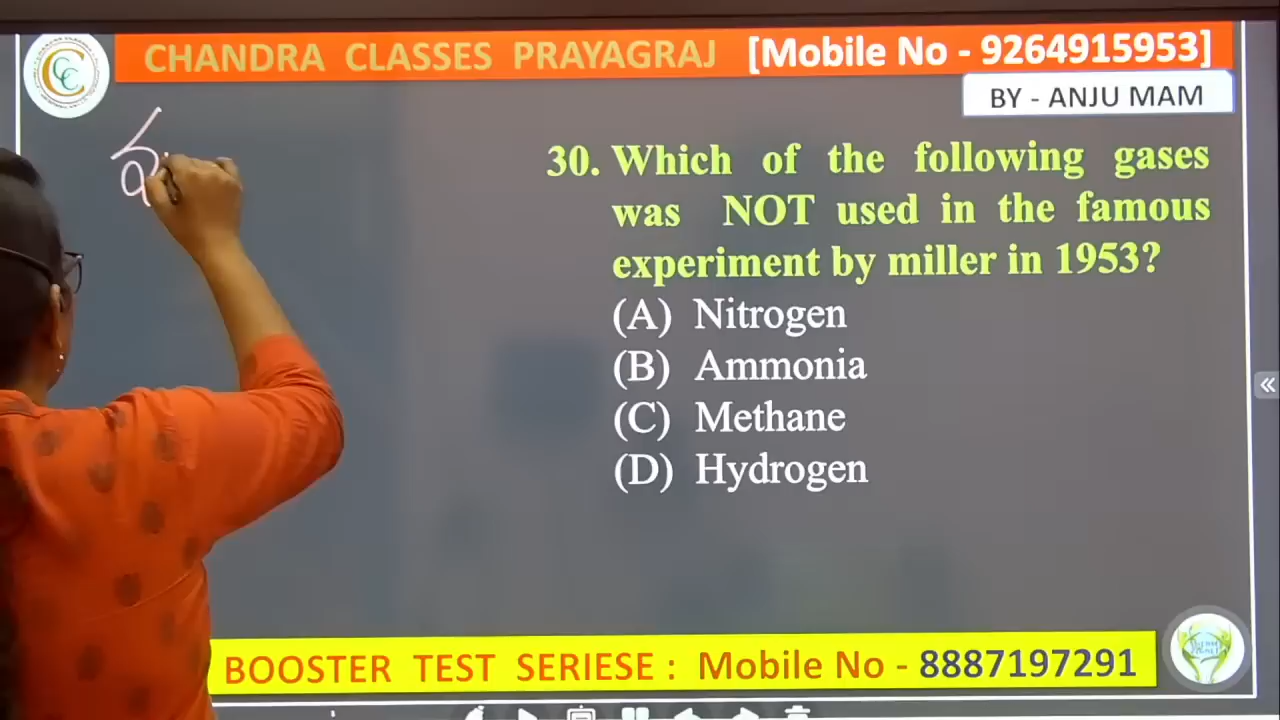 CHANDRA CLASSES PRAYAGRAJ [Mobile No - 9264915953]
BY - ANJU MAM
30. Which of the following gases
was NOT used in the famous
experiment by miller in 1953?
(A) Nitrogen
(B) Ammonia
(C) Methane
(D) Hydrogen
BOOSTER TEST SERIESE : Mobile No - 8887197291